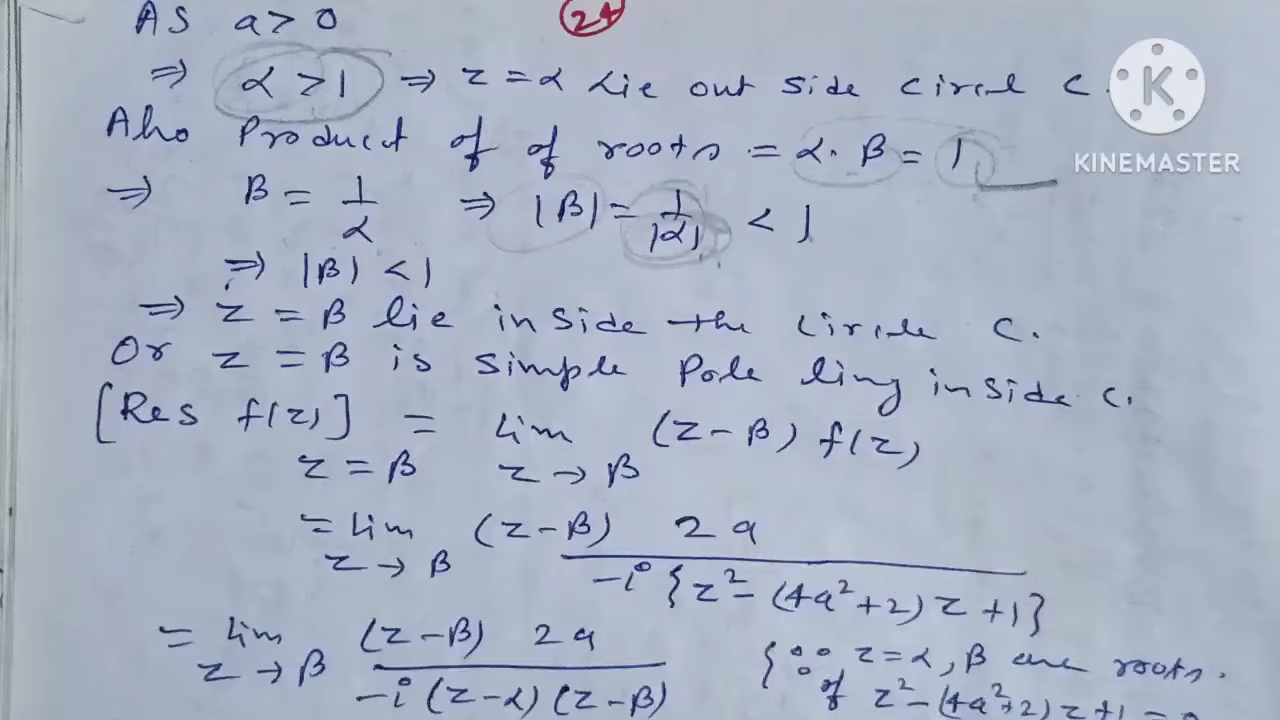 24
As a > 0
⇒ α > 1 ⇒ z = α Lie out side circl C.
KINEMASTER
Also Product of of roots = α. β = 1
⇒ β = 1/α ⇒ |β| = 1/|α| < 1
⇒ |β| < 1
⇒ z = β lie inside the circle C.
Or z = β is simple Pole ling inside C.
[Res f(z)] = lim (z-β) f(z)
z = β z → β
= lim (z-β) 2a
z → β -i {z² - (4a²+2) z + 1}
= lim (z-β) 2a
z → β -i (z-α) (z-β)
{∵ z = α, β are roots.
of z² - (4a²+2) z + 1 = 0